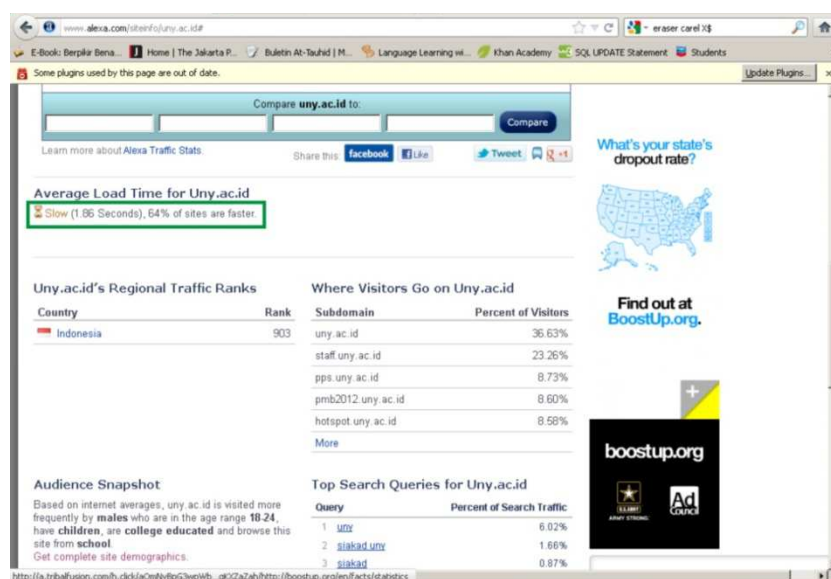 www.alexa.com/siteinfo/uny.ac.id#
eraser carel X$
E-Book: Berpikir Bena...
Home | The Jakarta P...
Buletin At-Tauhid | M...
Language Learning wi...
Khan Academy
SQL UPDATE Statement
Students
Some plugins used by this page are out of date.
Update Plugins...
Compare uny.ac.id to:
Compare
Learn more about Alexa Traffic Stats.
Share this:
facebook
Like
Tweet
+1
Average Load Time for Uny.ac.id
Slow (1.86 Seconds), 64% of sites are faster.
Uny.ac.id's Regional Traffic Ranks
Country Rank
Indonesia 903
Where Visitors Go on Uny.ac.id
Subdomain Percent of Visitors
uny.ac.id 36.63%
staff.uny.ac.id 23.26%
pps.uny.ac.id 8.73%
pmb2012.uny.ac.id 8.60%
hotspot.uny.ac.id 8.58%
More
Audience Snapshot
Based on internet averages, uny.ac.id is visited more
frequently by males who are in the age range 18-24,
have children, are college educated and browse this
site from school.
Get complete site demographics.
Top Search Queries for Uny.ac.id
Query Percent of Search Traffic
1 uny 6.02%
2 siakad uny 1.66%
3 siakad 0.87%
What's your state's
dropout rate?
Find out at
BoostUp.org.
boostup.org
U.S.ARMY
ARMY STRONG.
Ad
Council